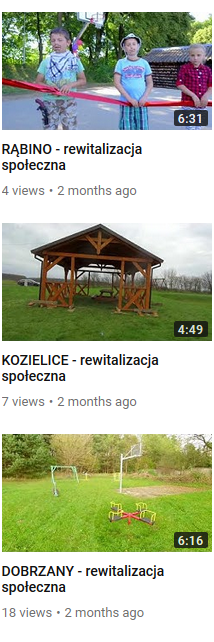 6:31
RĄBINO - rewitalizacja
społeczna
4 views • 2 months ago
4:49
KOZIELICE - rewitalizacja
społeczna
7 views • 2 months ago
6:16
DOBRZANY - rewitalizacja
społeczna
18 views • 2 months ago